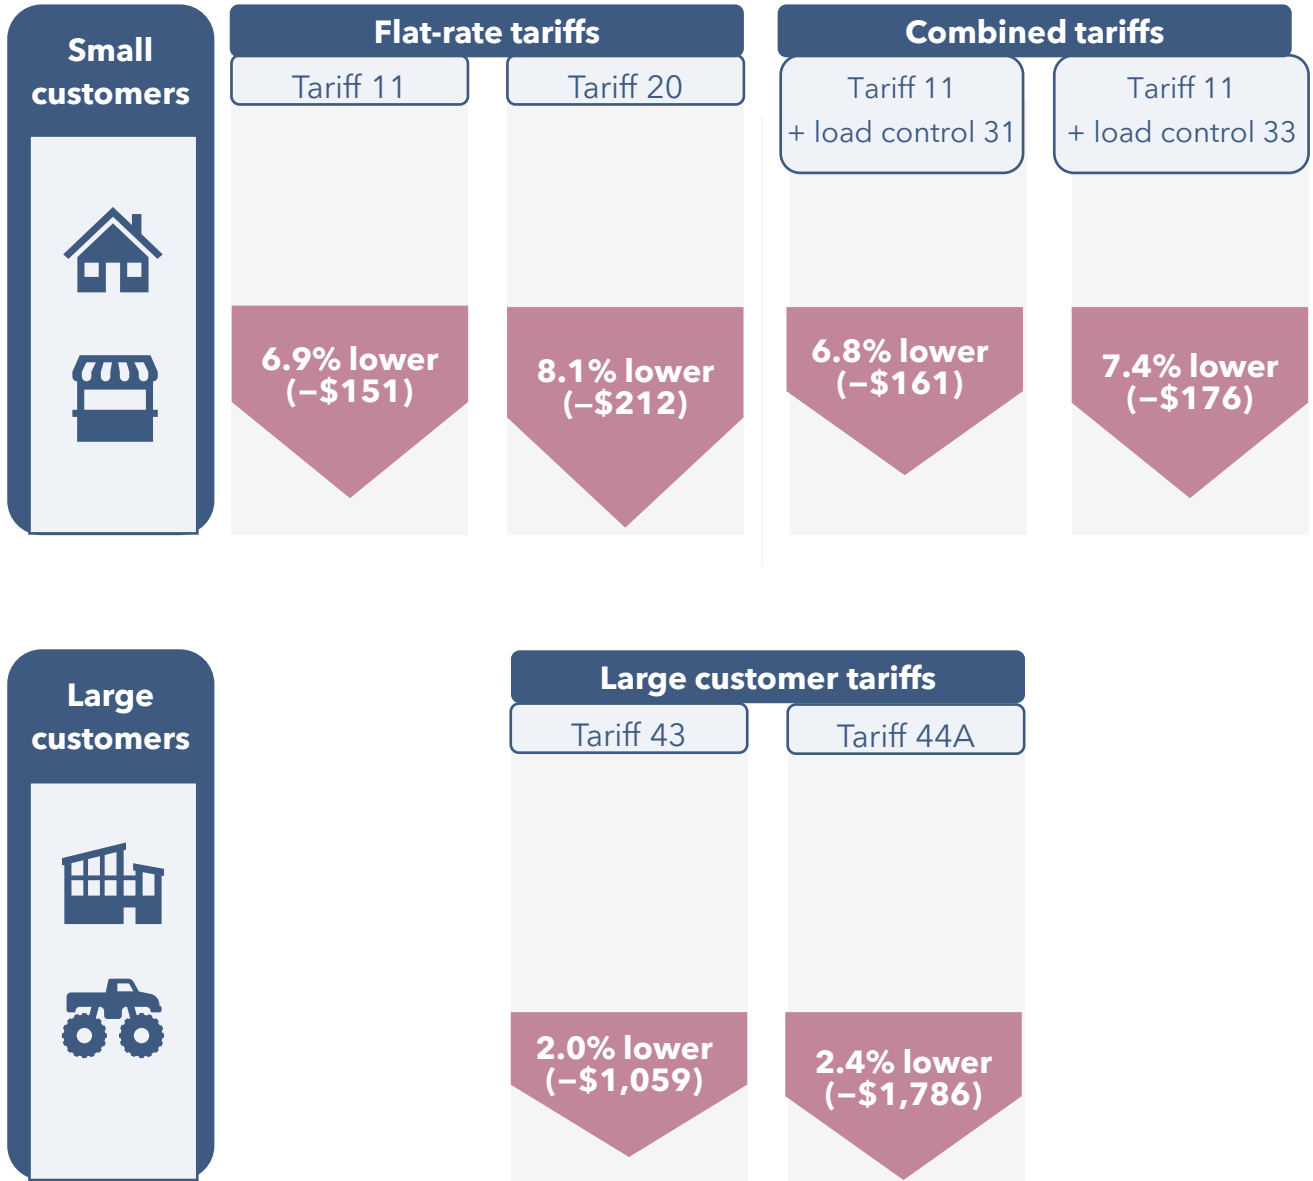 Small
customers
Flat-rate tariffs
Combined tariffs
Tariff 11
Tariff 20
Tariff 11
+ load control 31
Tariff 11
+ load control 33
6.9% lower
(−$151)
8.1% lower
(−$212)
6.8% lower
(−$161)
7.4% lower
(−$176)
Large
customers
Large customer tariffs
Tariff 43
Tariff 44A
2.0% lower
(−$1,059)
2.4% lower
(−$1,786)